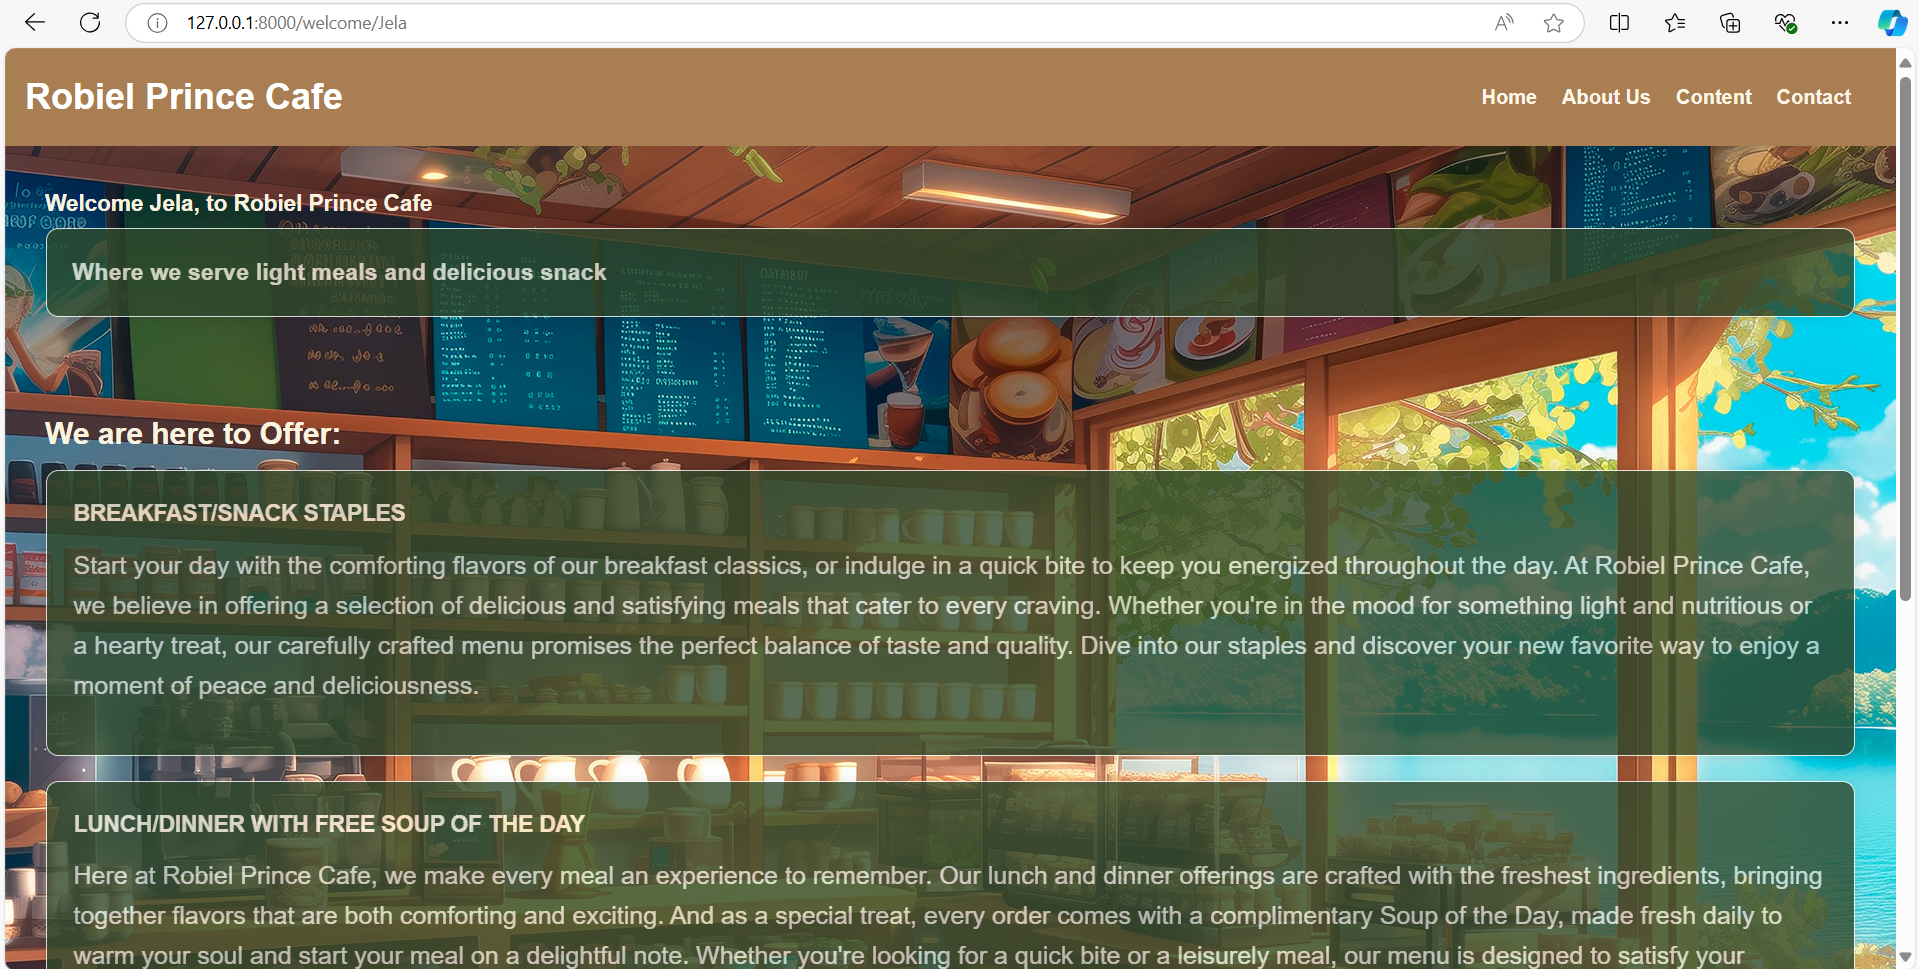 127.0.0.1:8000/welcome/Jela
Robiel Prince Cafe
Home About Us Content Contact
Welcome Jela, to Robiel Prince Cafe
Where we serve light meals and delicious snack
We are here to Offer:
BREAKFAST/SNACK STAPLES
Start your day with the comforting flavors of our breakfast classics, or indulge in a quick bite to keep you energized throughout the day. At Robiel Prince Cafe,
we believe in offering a selection of delicious and satisfying meals that cater to every craving. Whether you're in the mood for something light and nutritious or
a hearty treat, our carefully crafted menu promises the perfect balance of taste and quality. Dive into our staples and discover your new favorite way to enjoy a
moment of peace and deliciousness.
LUNCH/DINNER WITH FREE SOUP OF THE DAY
Here at Robiel Prince Cafe, we make every meal an experience to remember. Our lunch and dinner offerings are crafted with the freshest ingredients, bringing
together flavors that are both comforting and exciting. And as a special treat, every order comes with a complimentary Soup of the Day, made fresh daily to
warm your soul and start your meal on a delightful note. Whether you're looking for a quick bite or a leisurely meal, our menu is designed to satisfy your